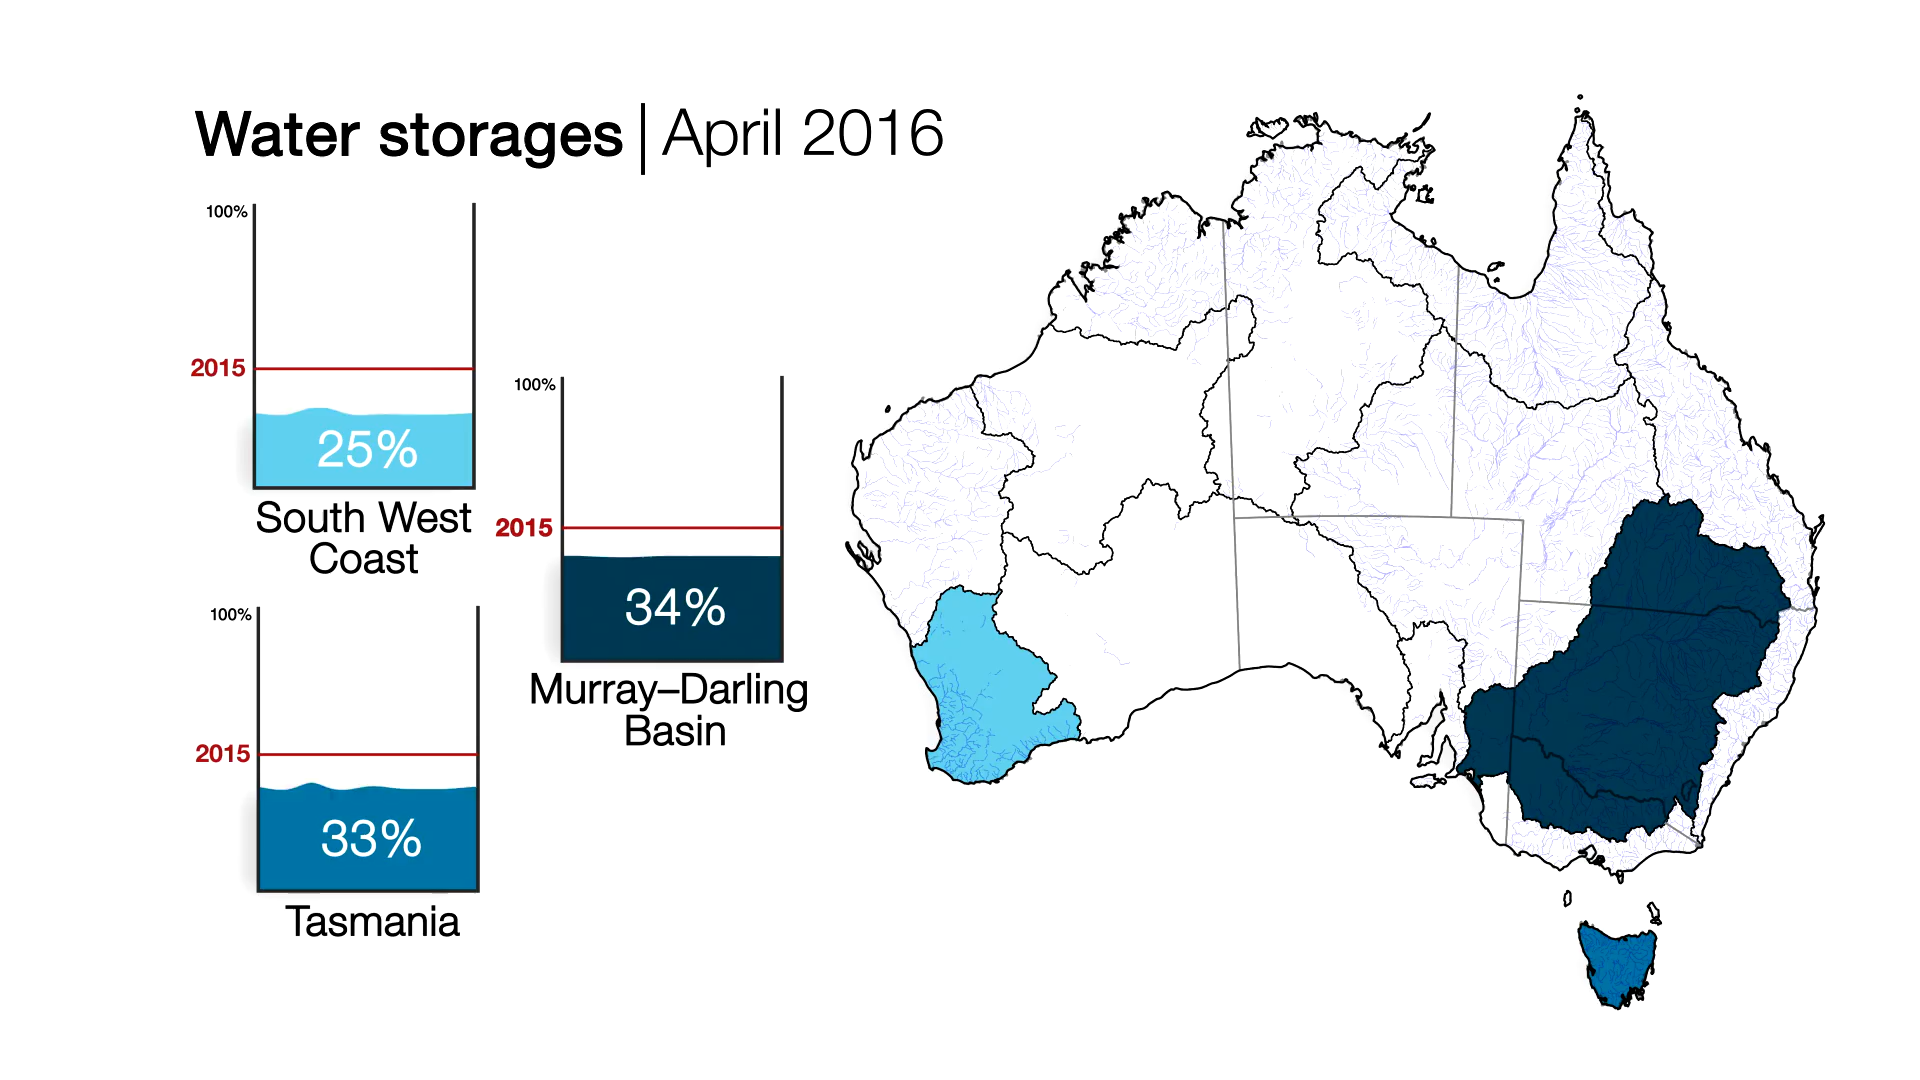 Water storages | April 2016
100%
2015
25%
South West
Coast
100%
2015
34%
Murray–Darling
Basin
100%
2015
33%
Tasmania